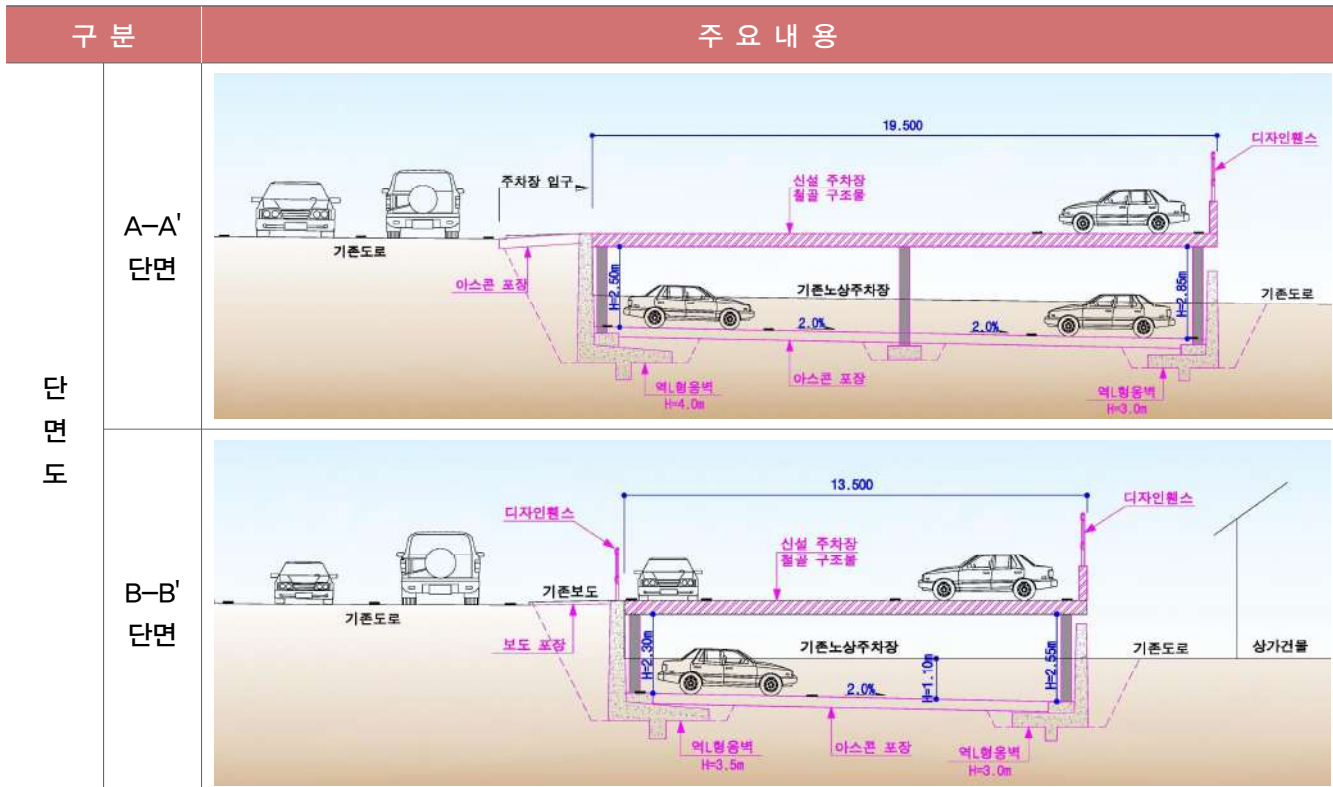 구 분
주 요 내 용
단
면
도
A–A'
단면
19.500
디자인휀스
주차장 입구
신설 주차장
철골 구조물
기존도로
아스콘 포장
H=2.50m
기존노상주차장
H=2.85m
기존도로
2.0%
2.0%
역L형옹벽
H=4.0m
아스콘 포장
역L형옹벽
H=3.0m
B–B'
단면
13.500
디자인휀스
디자인휀스
신설 주차장
철골 구조물
기존보도
기존도로
보도 포장
H=2.30m
기존노상주차장
H=1.10m
H=2.55m
기존도로
상가건물
2.0%
역L형옹벽
H=3.5m
아스콘 포장
역L형옹벽
H=3.0m